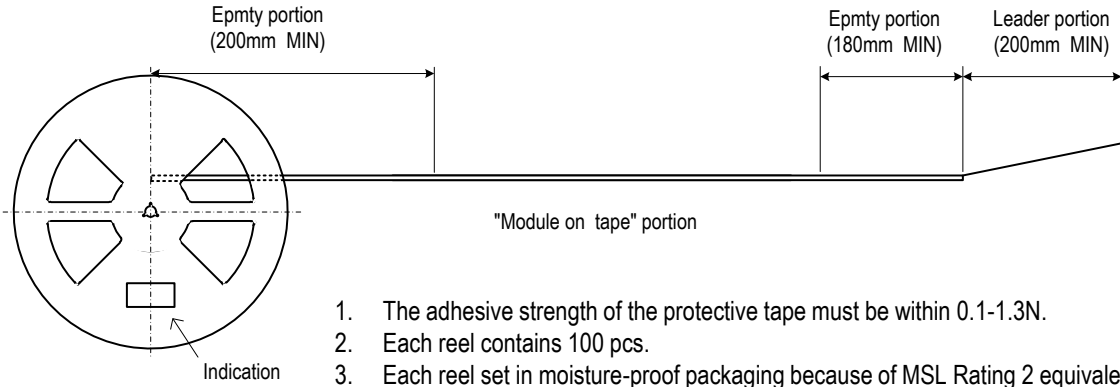 Epmty portion
(200mm MIN)
Epmty portion
(180mm MIN)
Leader portion
(200mm MIN)
"Module on tape" portion
1. The adhesive strength of the protective tape must be within 0.1-1.3N.
2. Each reel contains 100 pcs.
Indication
3. Each reel set in moisture-proof packaging because of MSL Rating 2 equivale